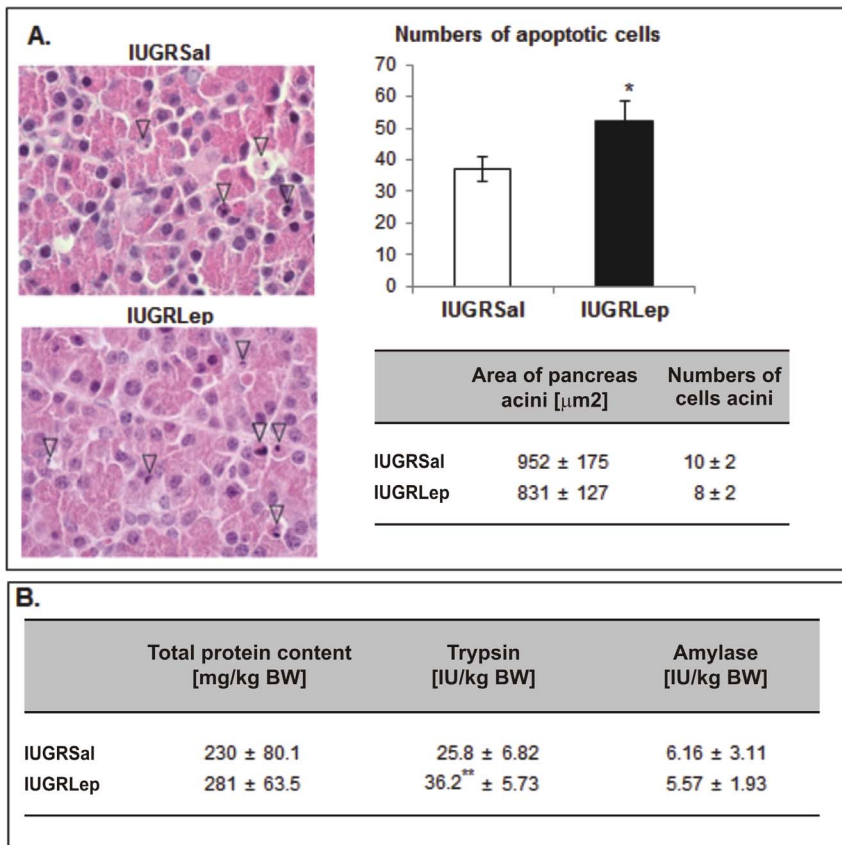 A.
IUGRSal
IUGRLep
Numbers of apoptotic cells
70
60
50
40
30
20
10
0
*
IUGRSal IUGRLep
Area of pancreas Numbers of
acini [μm2] cells acini
IUGRSal 952 ± 175 10 ± 2
IUGRLep 831 ± 127 8 ± 2
B.
Total protein content Trypsin Amylase
[mg/kg BW] [IU/kg BW] [IU/kg BW]
IUGRSal 230 ± 80.1 25.8 ± 6.82 6.16 ± 3.11
IUGRLep 281 ± 63.5 36.2** ± 5.73 5.57 ± 1.93